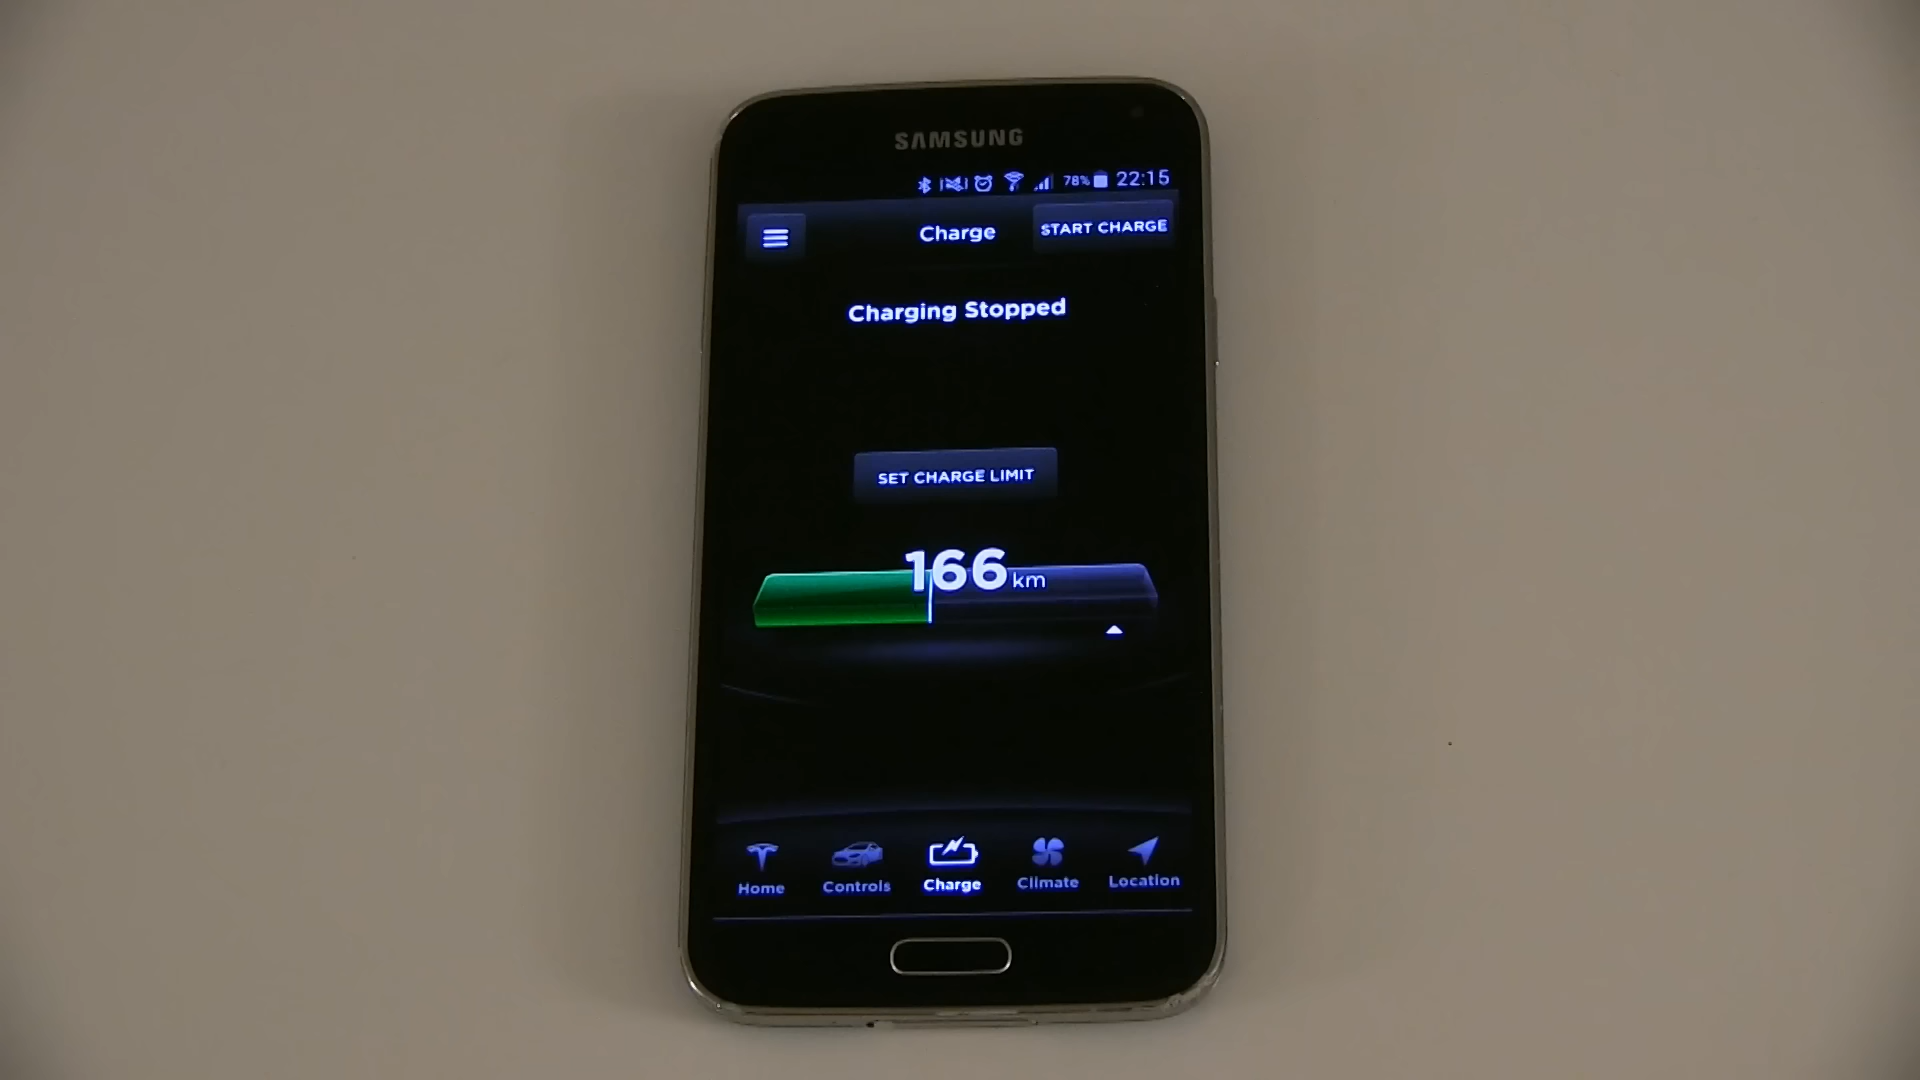 SAMSUNG
78% 22:15
Charge
START CHARGE
Charging Stopped
SET CHARGE LIMIT
166 km
Home
Controls
Charge
Climate
Location